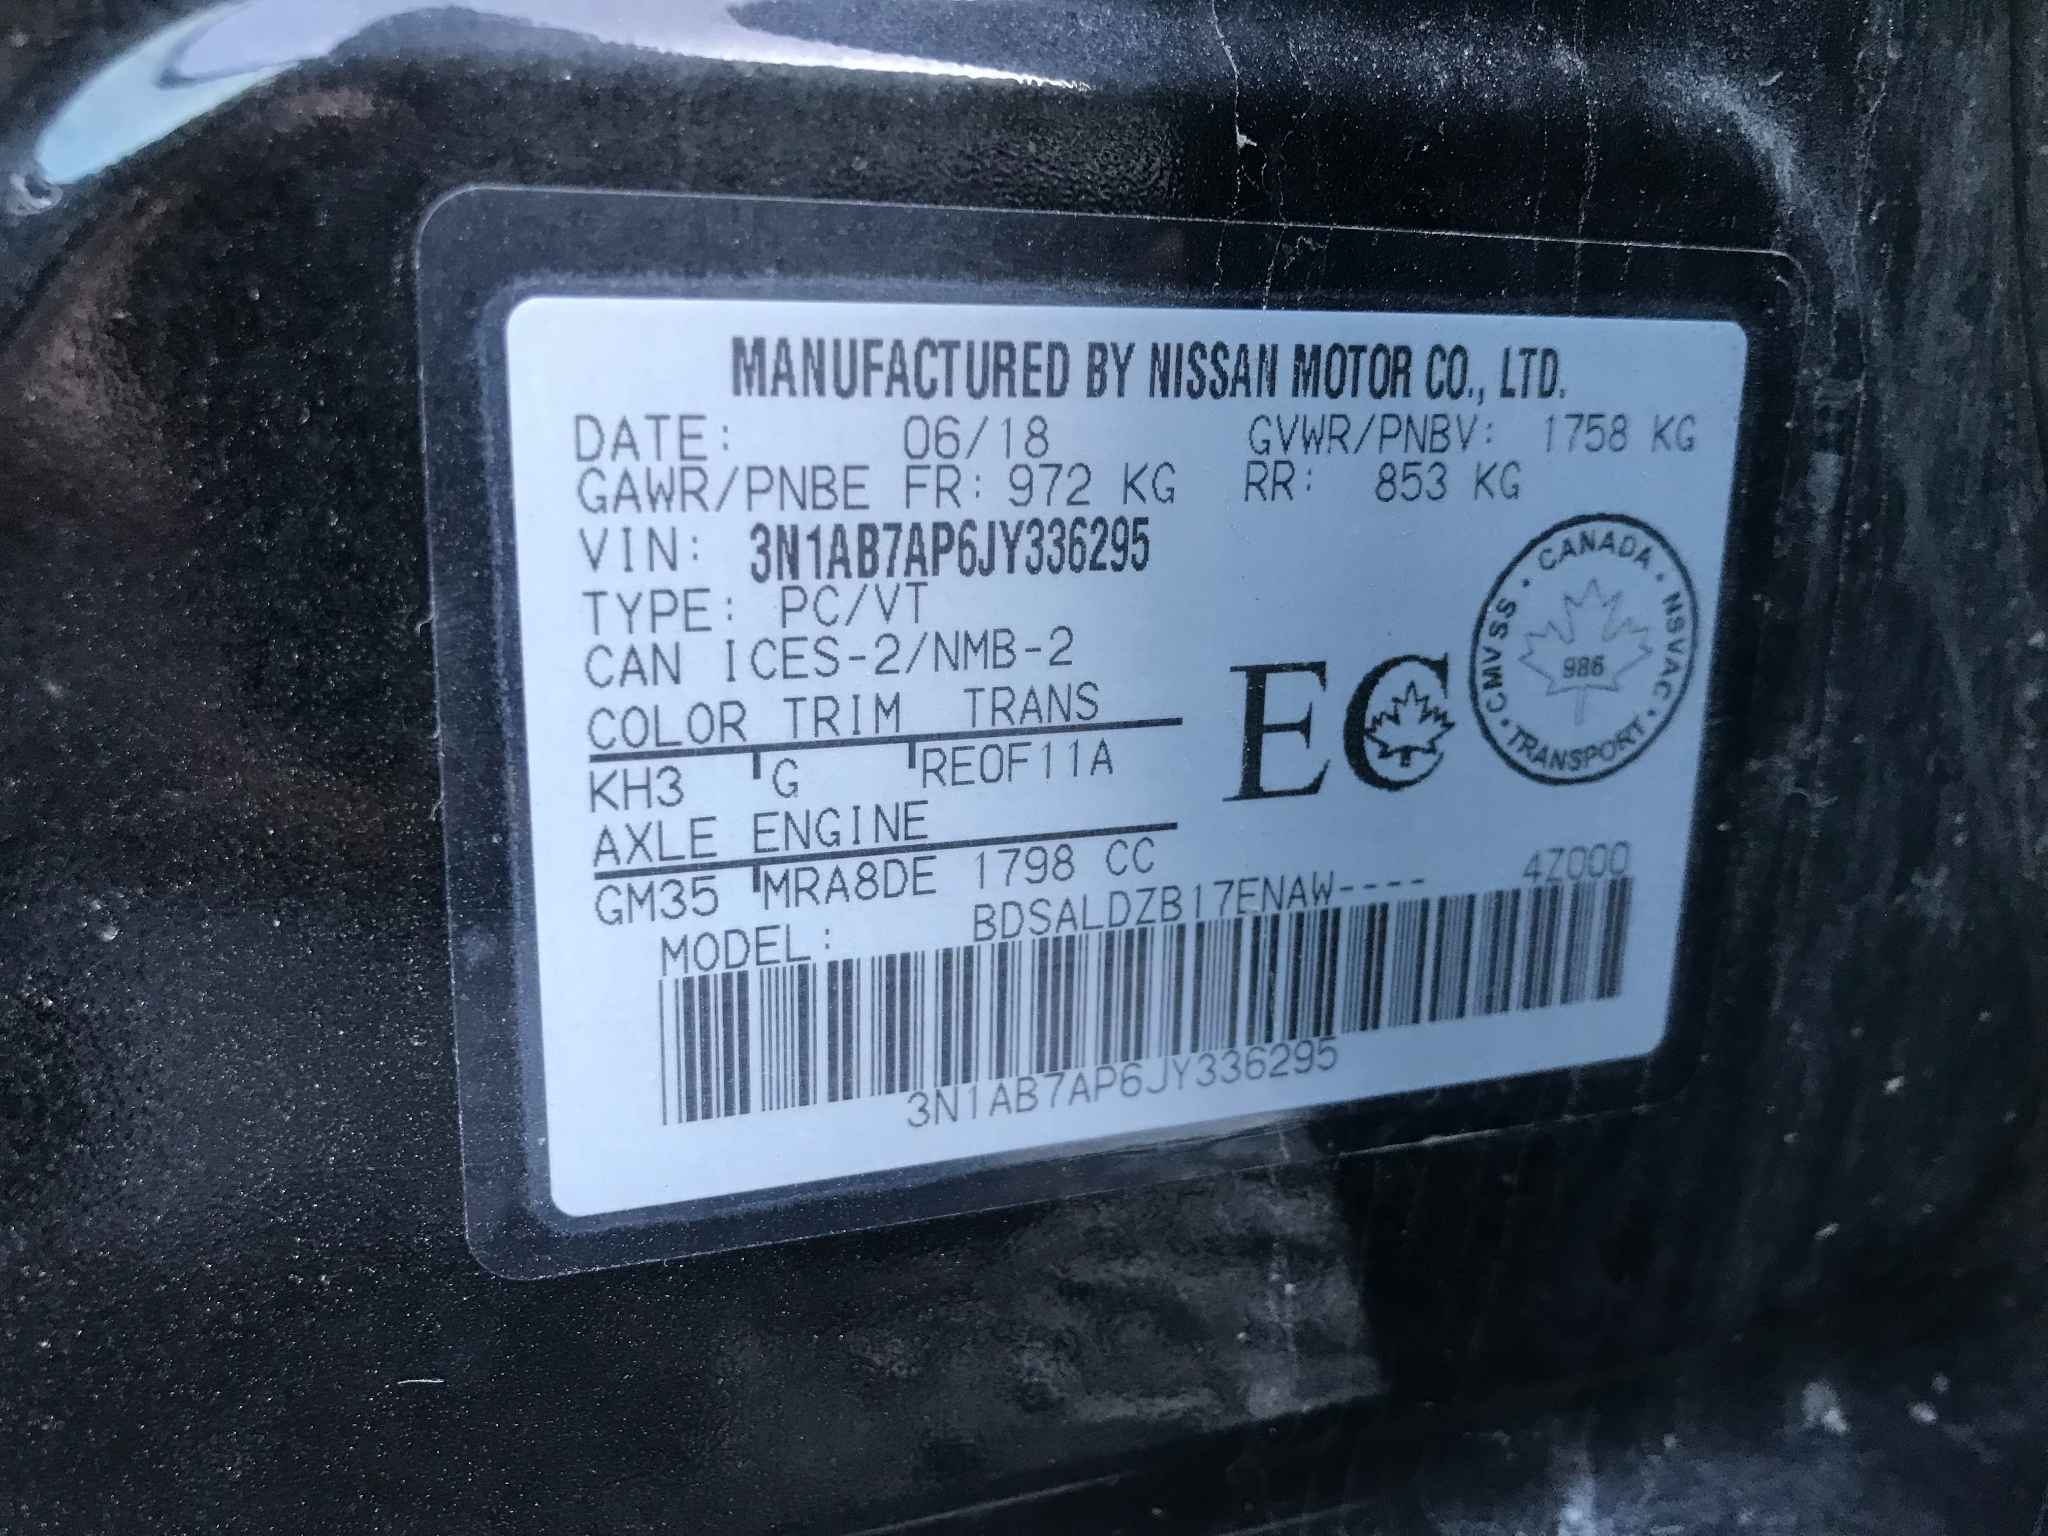 MANUFACTURED BY NISSAN MOTOR CO., LTD.
DATE: 06/18 GVWR/PNBV: 1758 KG
GAWR/PNBE FR: 972 KG RR: 853 KG
VIN: 3N1AB7AP6JY336295
TYPE: PC/VT
CAN ICES-2/NMB-2
COLOR TRIM TRANS
KH3 G RE0F11A
AXLE ENGINE
GM35 MRA8DE 1798 CC
EC
CANADA · NSVAC · TRANSPORT · CMVSS ·
986
MODEL: BDSALDZB17ENAW---- 4Z000
3N1AB7AP6JY336295